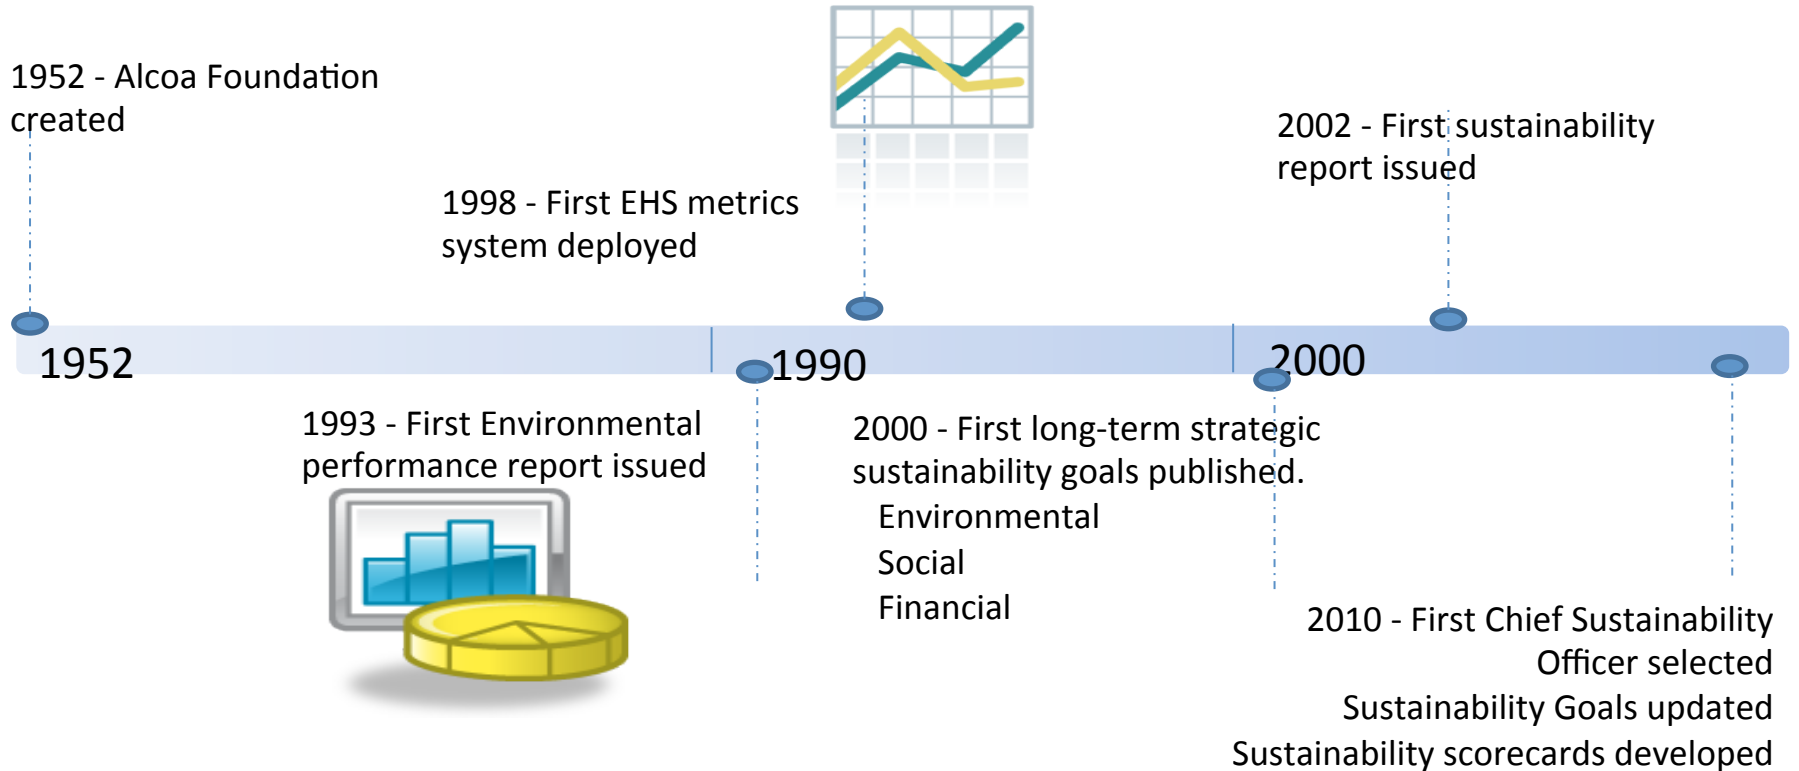 1952 - Alcoa Foundation
created
1998 - First EHS metrics
system deployed
2002 - First sustainability
report issued
1952
1990
2000
1993 - First Environmental
performance report issued
2000 - First long-term strategic
sustainability goals published.
Environmental
Social
Financial
2010 - First Chief Sustainability
Officer selected
Sustainability Goals updated
Sustainability scorecards developed